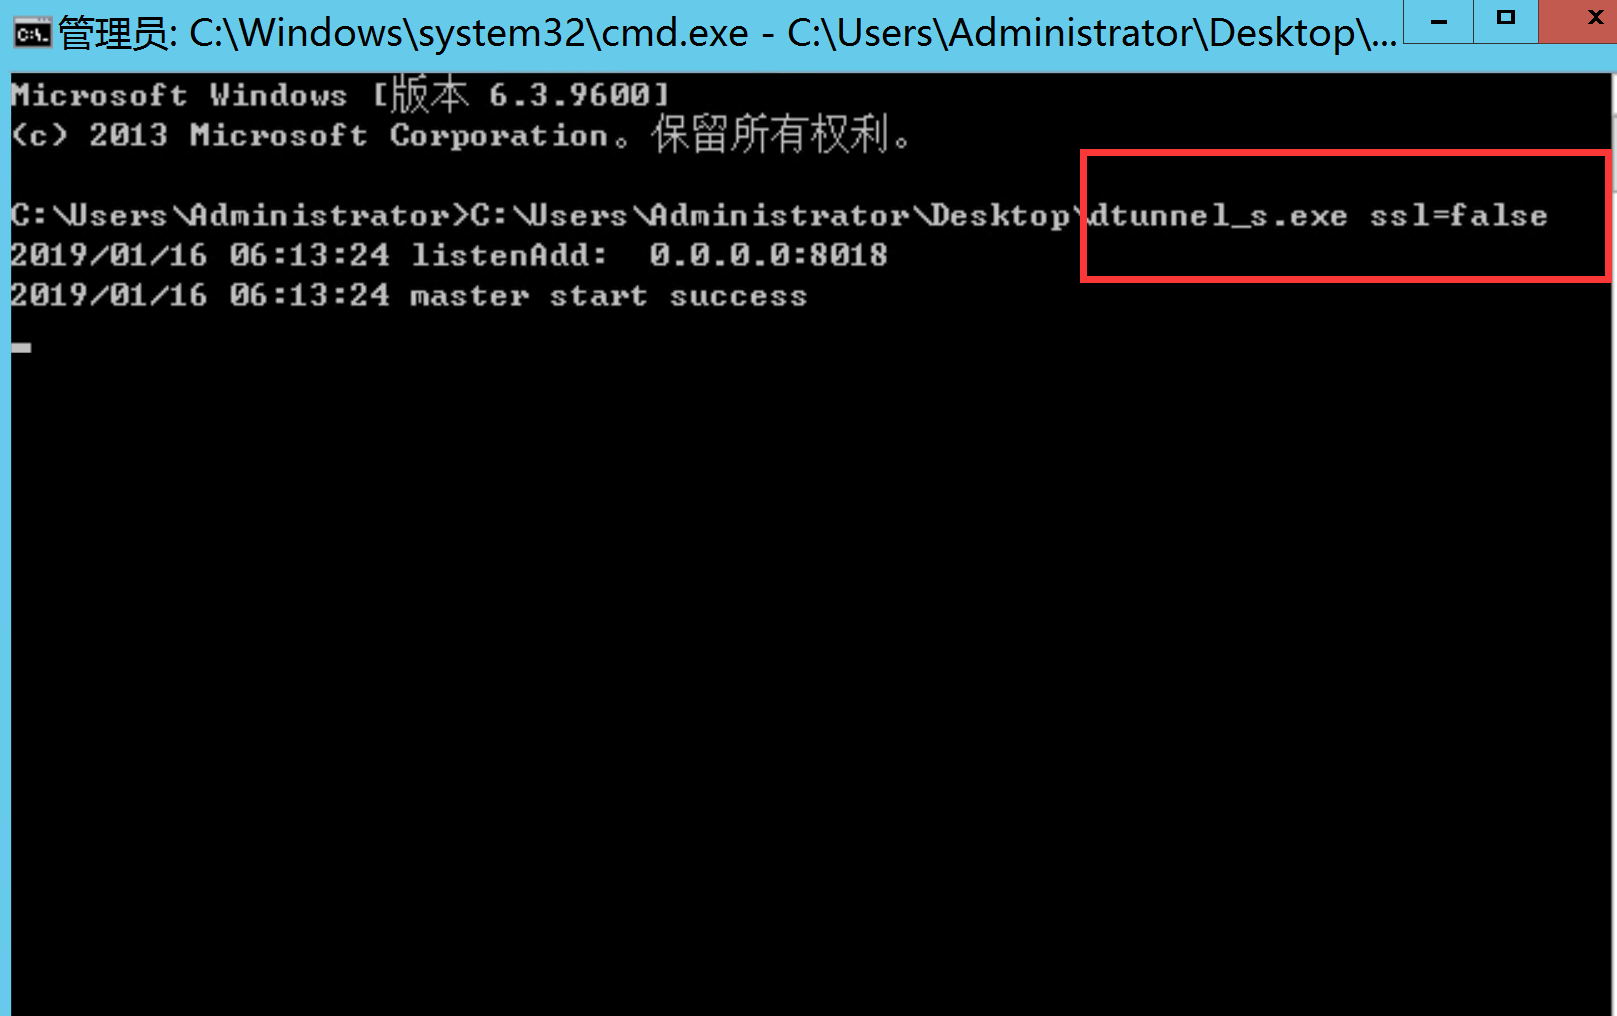 管理员: C:\Windows\system32\cmd.exe - C:\Users\Administrator\Desktop\...
Microsoft Windows [版本 6.3.9600]
(c) 2013 Microsoft Corporation。保留所有权利。
C:\Users\Administrator>C:\Users\Administrator\Desktop\dtunnel_s.exe ssl=false
2019/01/16 06:13:24 listenAdd:  0.0.0.0:8018
2019/01/16 06:13:24 master start success